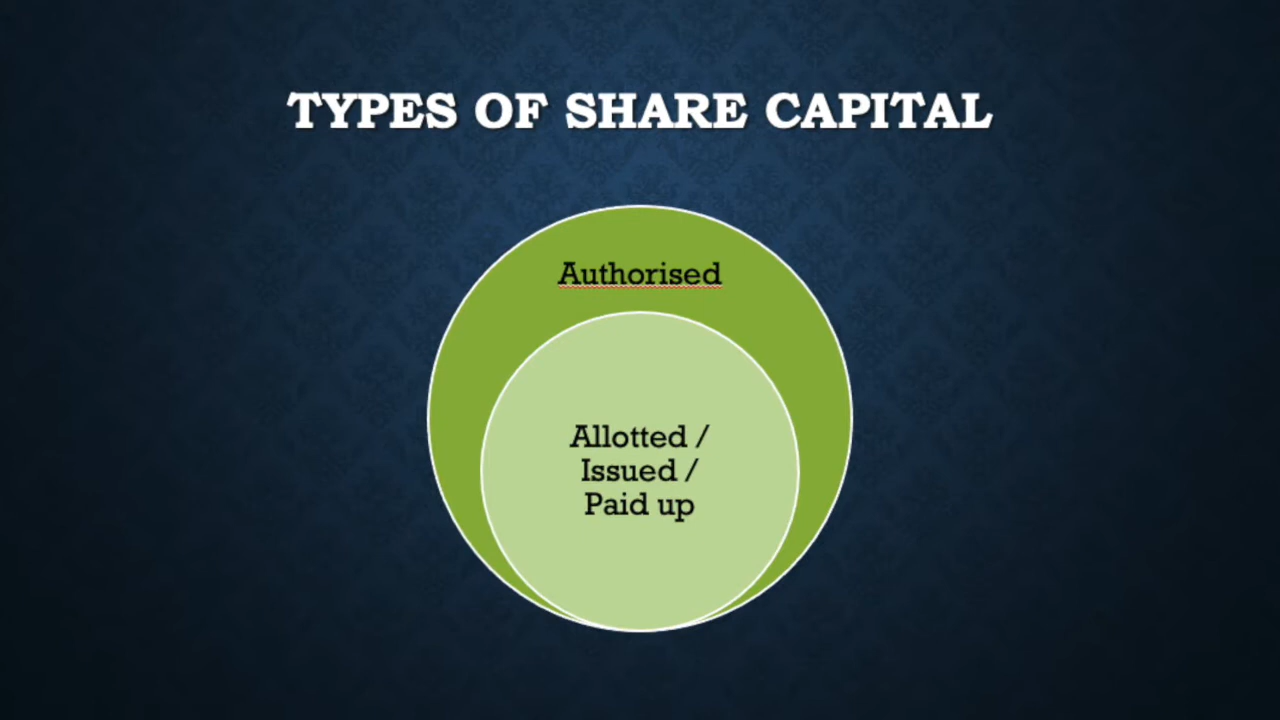 TYPES OF SHARE CAPITAL
Authorised
Allotted /
Issued /
Paid up